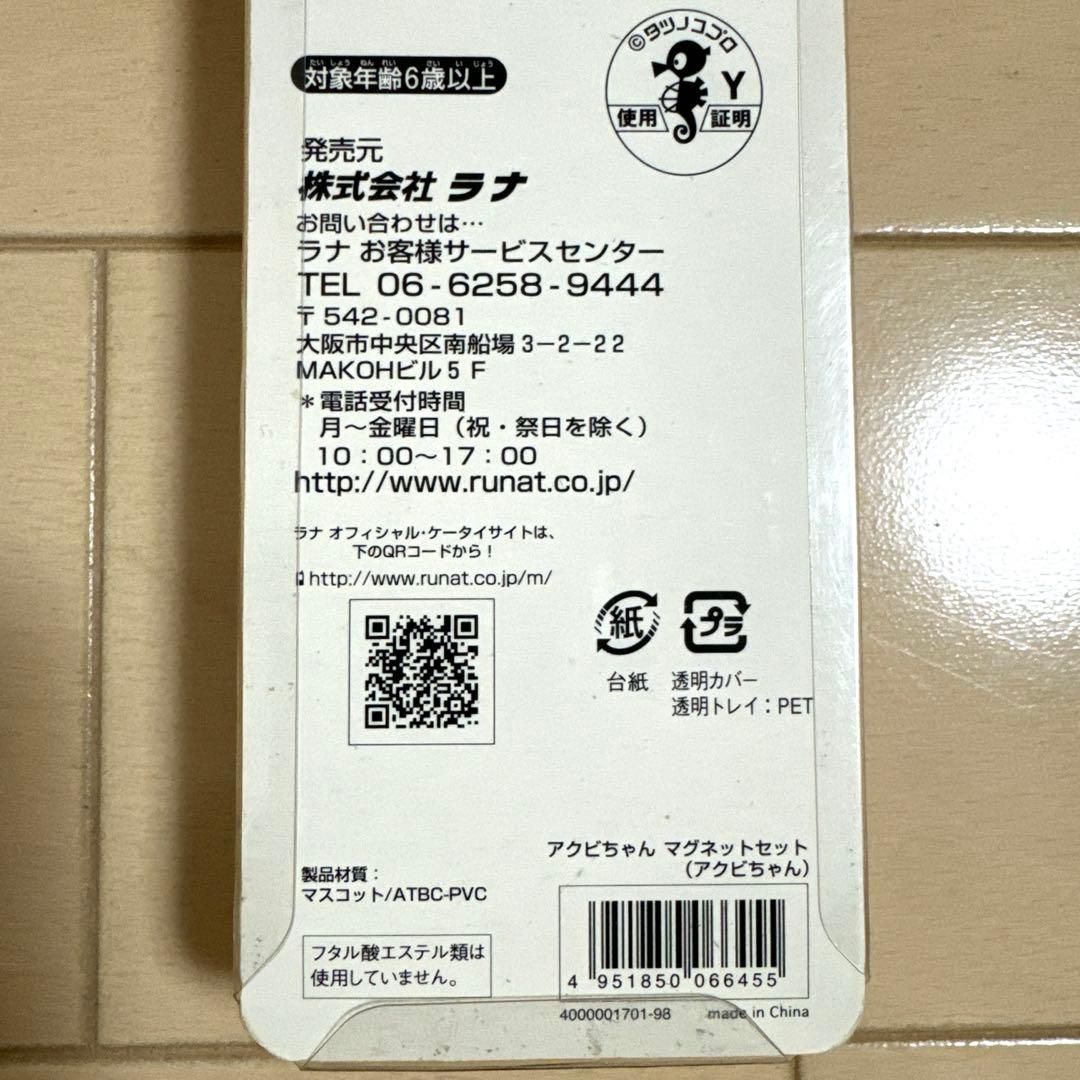 たいしょうねんれい さいいじょう
対象年齢6歳以上
©タツノコプロ
Y
使用 証明
発売元
株式会社 ラナ
お問い合わせは…
ラナ お客様サービスセンター
TEL 06-6258-9444
〒542-0081
大阪市中央区南船場3-2-22
MAKOHビル5F
*電話受付時間
月〜金曜日(祝・祭日を除く)
10:00〜17:00
http://www.runat.co.jp/
ラナ オフィシャル・ケータイサイトは、
下のQRコードから!
http://www.runat.co.jp/m/
紙 プラ
台紙 透明カバー
透明トレイ:PET
アクビちゃん マグネットセット
(アクビちゃん)
製品材質:
マスコット/ATBC-PVC
フタル酸エステル類は
使用していません。
4 951850 066455
4000001701-98 made in China